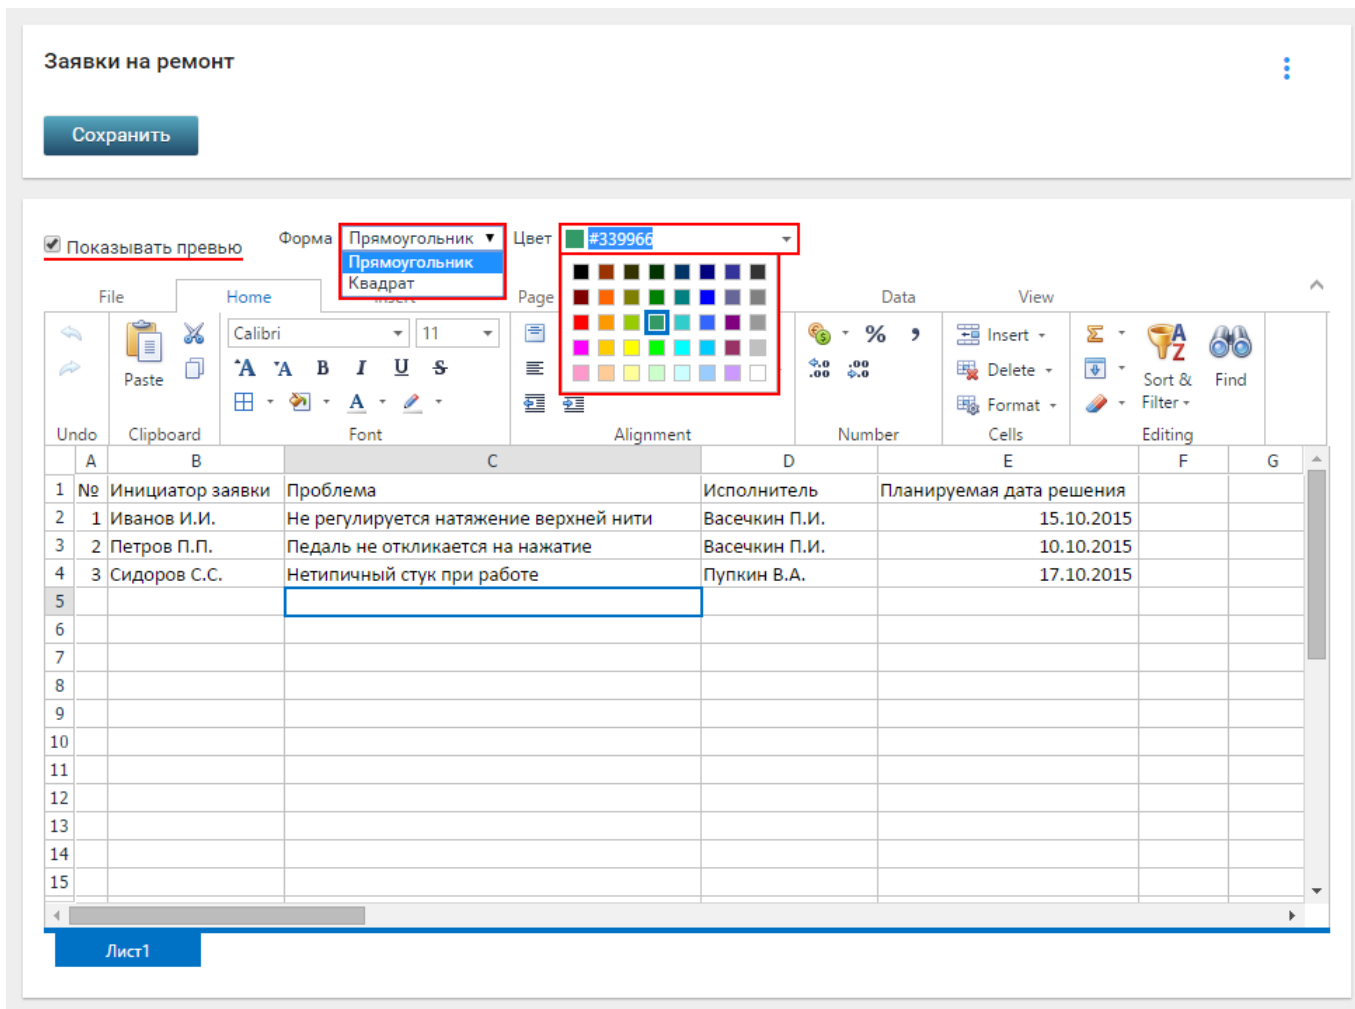 Заявки на ремонт
Сохранить
Показывать превью Форма Прямоугольник Цвет #339966
Прямоугольник
Квадрат
File Home Page Data View
Calibri 11
Paste
A A B I U S
A
% ,
.0 .00
.00 .0
Insert
Delete
Format
Σ
A Z
Sort & Filter
Find
Undo Clipboard Font Alignment Number Cells Editing
A B C D E F G
1 № Инициатор заявки Проблема Исполнитель Планируемая дата решения
2 1 Иванов И.И. Не регулируется натяжение верхней нити Васечкин П.И. 15.10.2015
3 2 Петров П.П. Педаль не откликается на нажатие Васечкин П.И. 10.10.2015
4 3 Сидоров С.С. Нетипичный стук при работе Пупкин В.А. 17.10.2015
5
6
7
8
9
10
11
12
13
14
15
Лист1